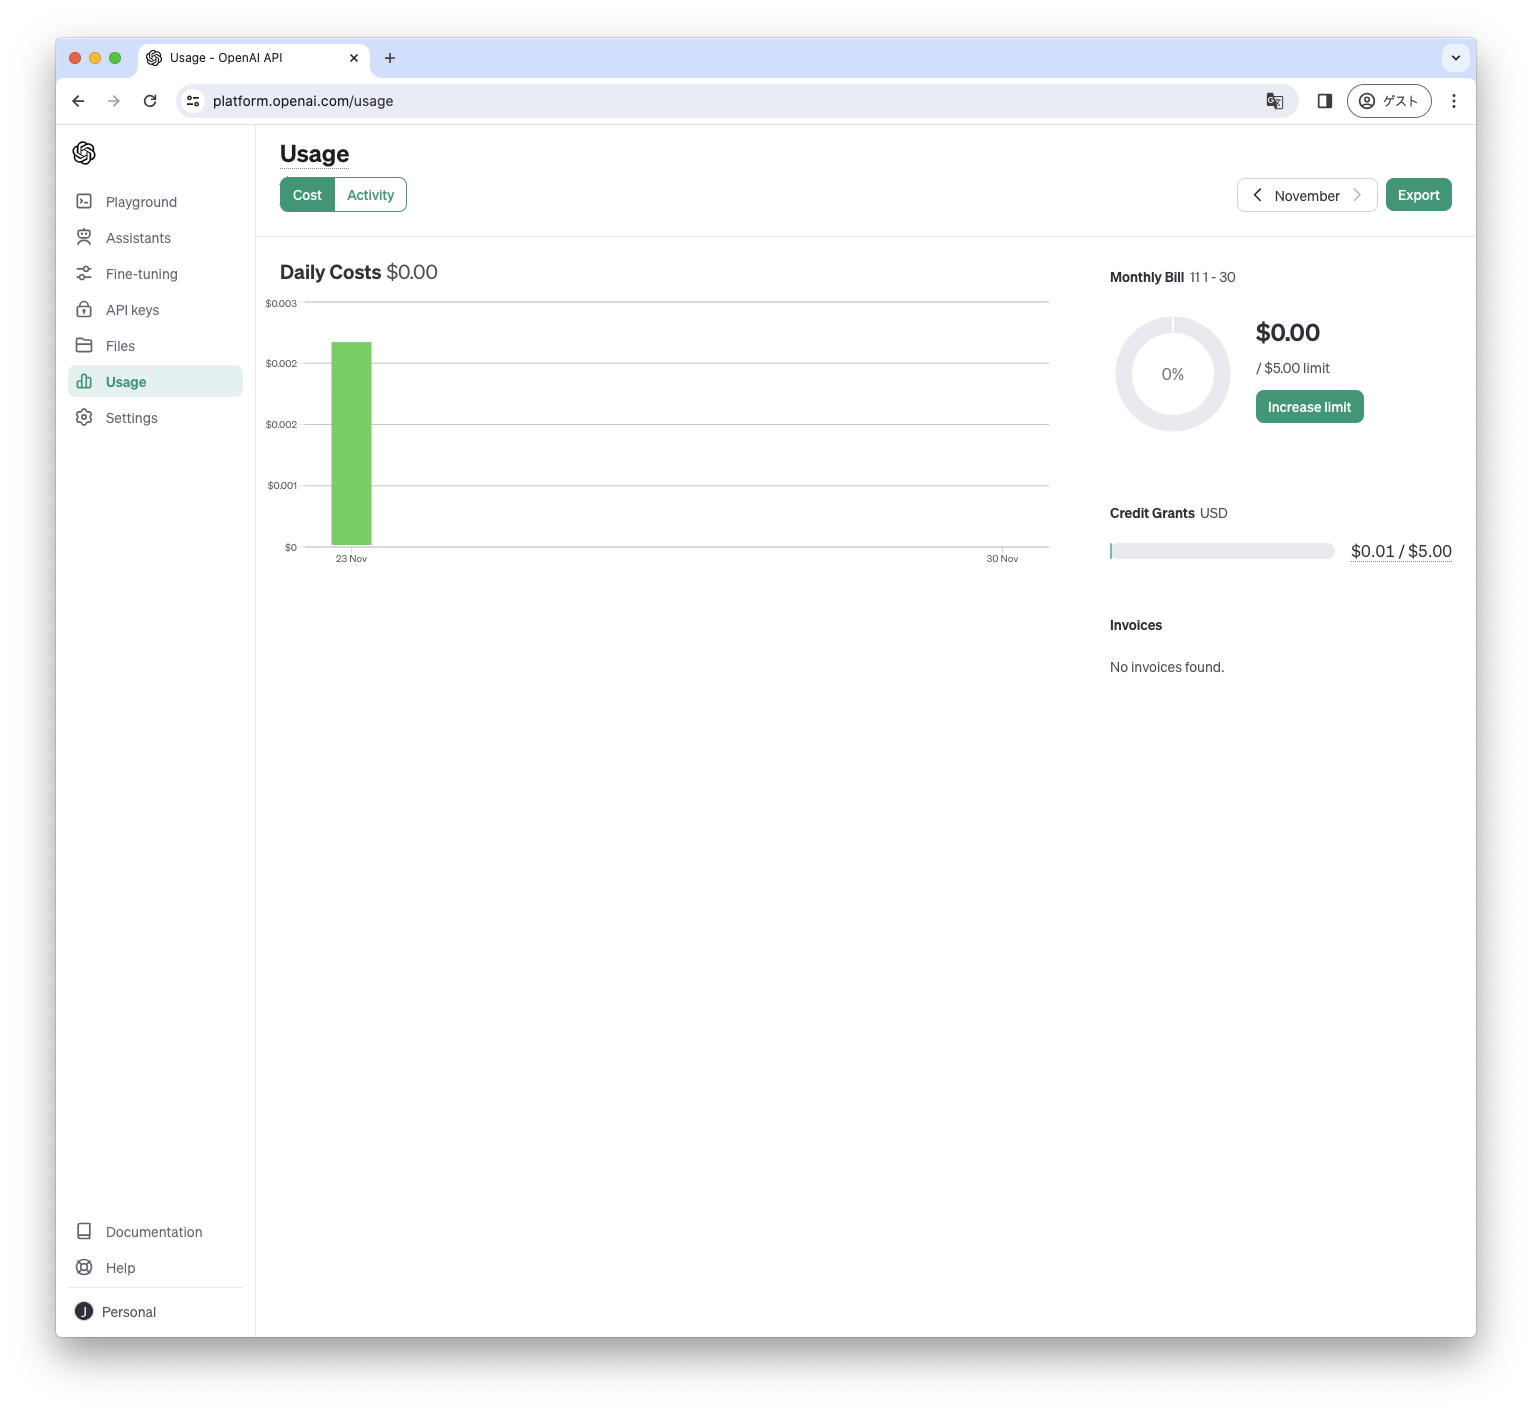 Usage - OpenAI API
platform.openai.com/usage
ゲスト
Playground
Assistants
Fine-tuning
API keys
Files
Usage
Settings
Documentation
Help
J Personal
Usage
Cost Activity
November
Export
Daily Costs $0.00
$0.003
$0.002
$0.002
$0.001
$0
23 Nov 30 Nov
Monthly Bill 11 1 - 30
0%
$0.00
/ $5.00 limit
Increase limit
Credit Grants USD
$0.01 / $5.00
Invoices
No invoices found.